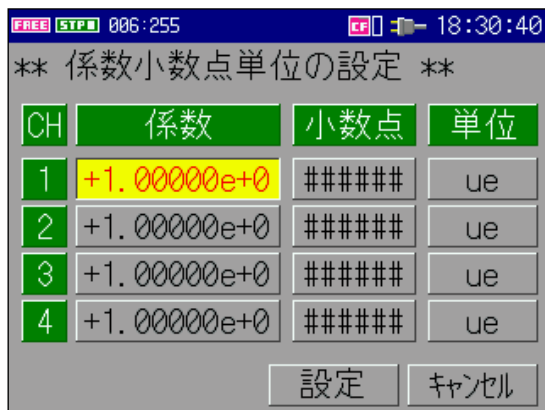 FREE STP 006:255 CF 18:30:40
** 係数小数点単位の設定 **
CH 係数 小数点 単位
1 +1.00000e+0 ###### ue
2 +1.00000e+0 ###### ue
3 +1.00000e+0 ###### ue
4 +1.00000e+0 ###### ue
設定 ｷｬﾝｾﾙ